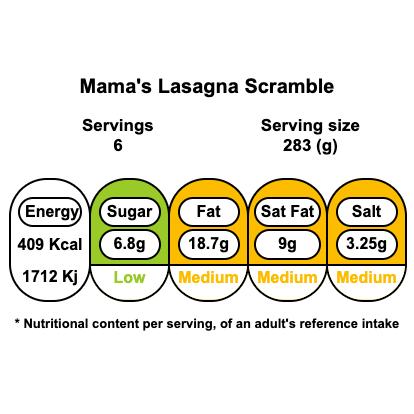 Mama's Lasagna Scramble
Servings
6
Serving size
283 (g)
Energy
409 Kcal
1712 Kj
Sugar
6.8g
Low
Fat
18.7g
Medium
Sat Fat
9g
Medium
Salt
3.25g
Medium
* Nutritional content per serving, of an adult's reference intake